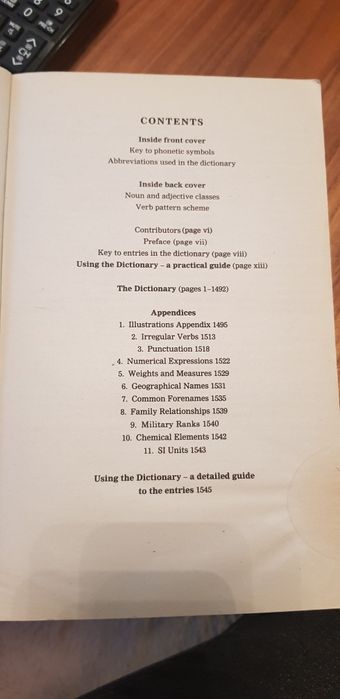 CONTENTS
Inside front cover
Key to phonetic symbols
Abbreviations used in the dictionary
Inside back cover
Noun and adjective classes
Verb pattern scheme
Contributors (page vi)
Preface (page vii)
Key to entries in the dictionary (page viii)
Using the Dictionary – a practical guide (page xiii)
The Dictionary (pages 1–1492)
Appendices
1. Illustrations Appendix 1495
2. Irregular Verbs 1513
3. Punctuation 1518
4. Numerical Expressions 1522
5. Weights and Measures 1529
6. Geographical Names 1531
7. Common Forenames 1535
8. Family Relationships 1539
9. Military Ranks 1540
10. Chemical Elements 1542
11. SI Units 1543
Using the Dictionary – a detailed guide
to the entries 1545